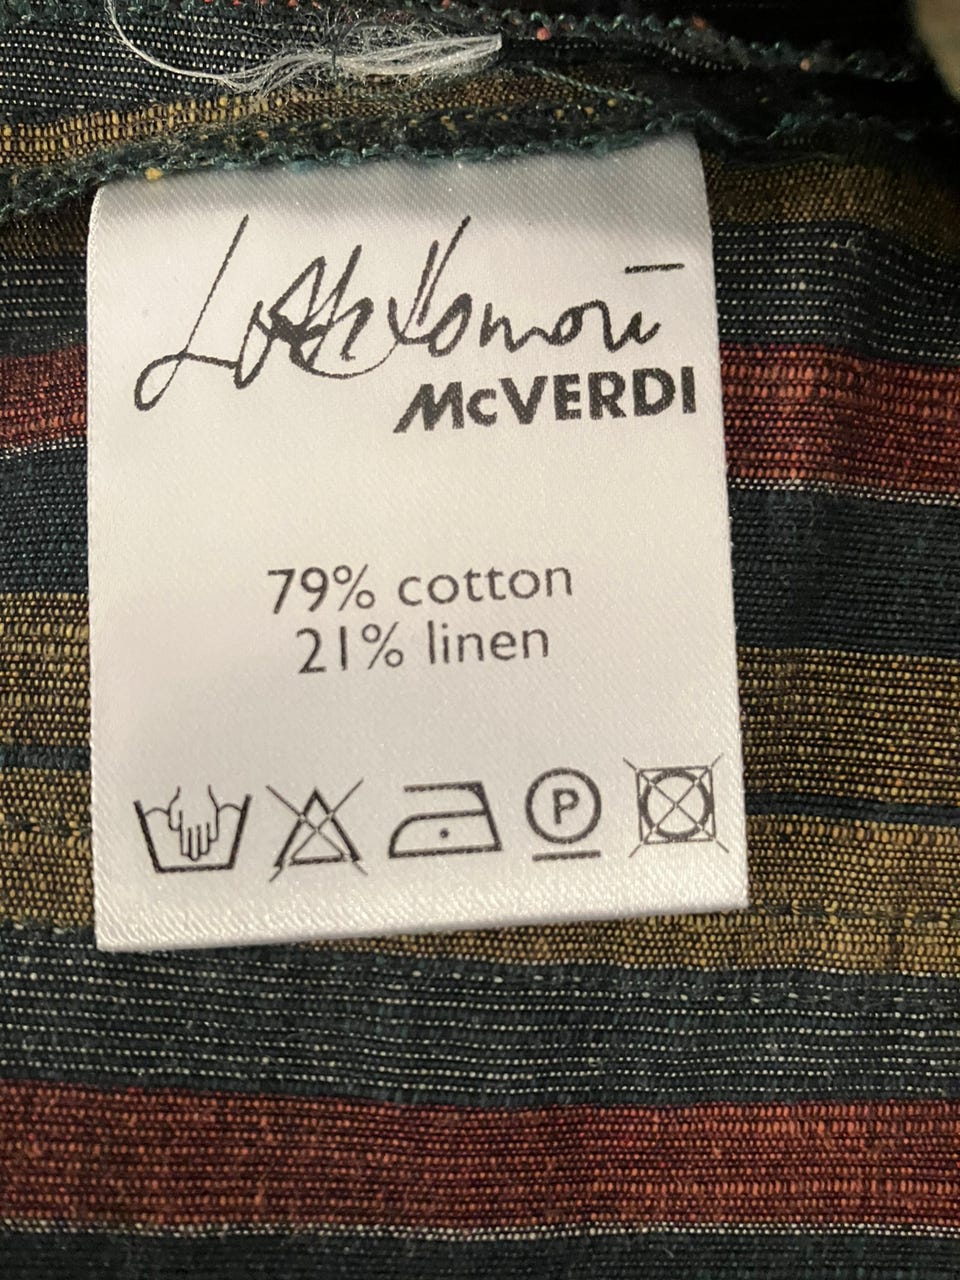 McVERDI
79% cotton
21% linen
P